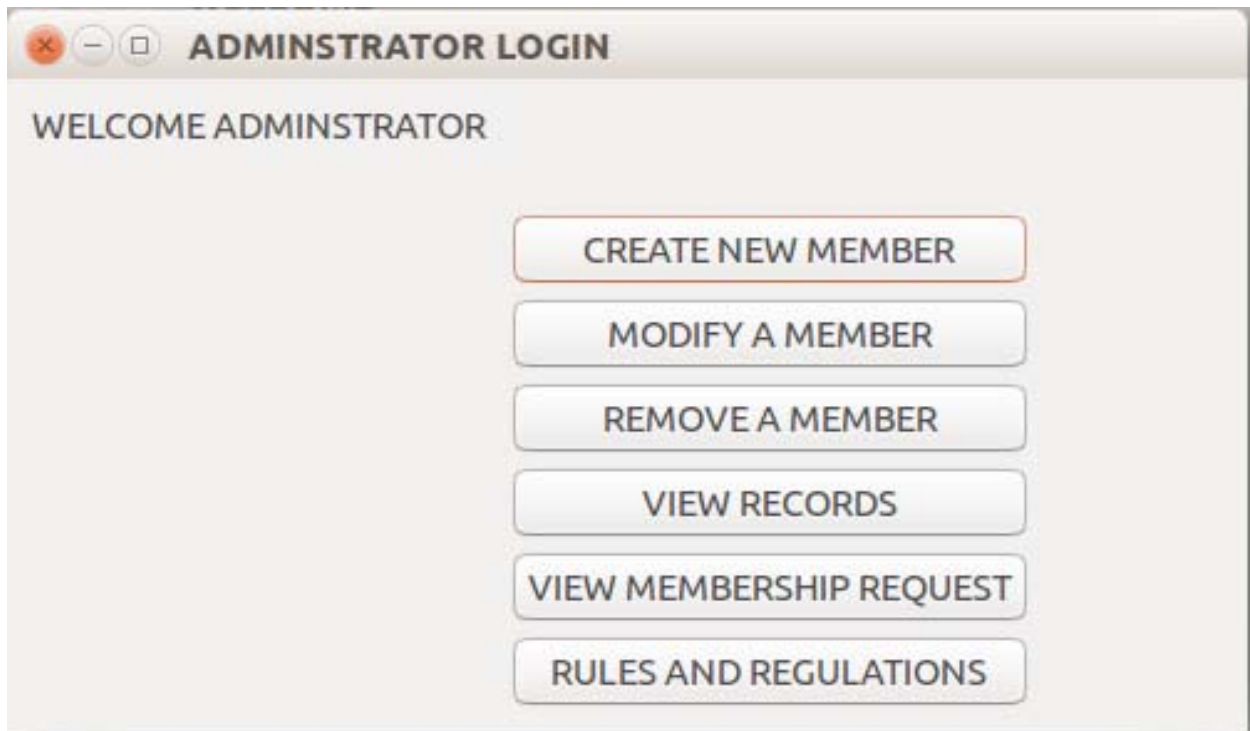 ADMINSTRATOR LOGIN
WELCOME ADMINSTRATOR
CREATE NEW MEMBER
MODIFY A MEMBER
REMOVE A MEMBER
VIEW RECORDS
VIEW MEMBERSHIP REQUEST
RULES AND REGULATIONS